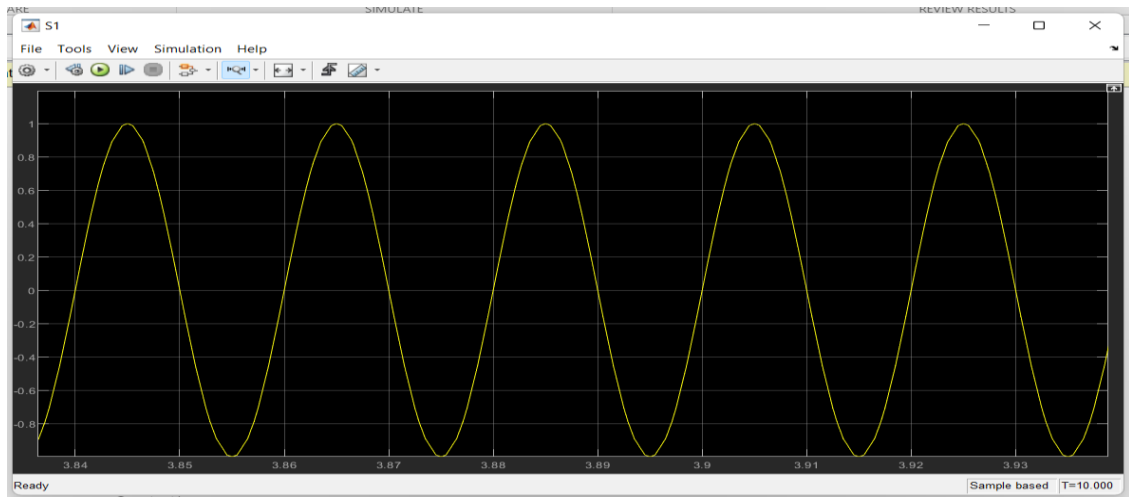 SIMULATE
REVIEW RESULTS
S1
File Tools View Simulation Help
1
0.8
0.6
0.4
0.2
0
-0.2
-0.4
-0.6
-0.8
3.84 3.85 3.86 3.87 3.88 3.89 3.9 3.91 3.92 3.93
Ready
Sample based T=10.000